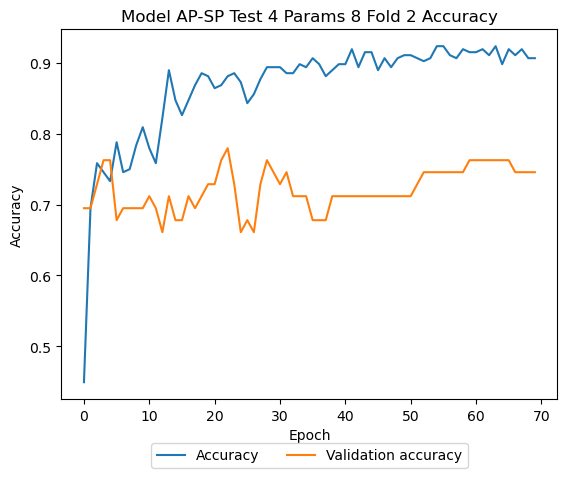 Model AP-SP Test 4 Params 8 Fold 2 Accuracy
Accuracy
0.9
0.8
0.7
0.6
0.5
0 10 20 30 40 50 60 70
Epoch
Accuracy Validation accuracy